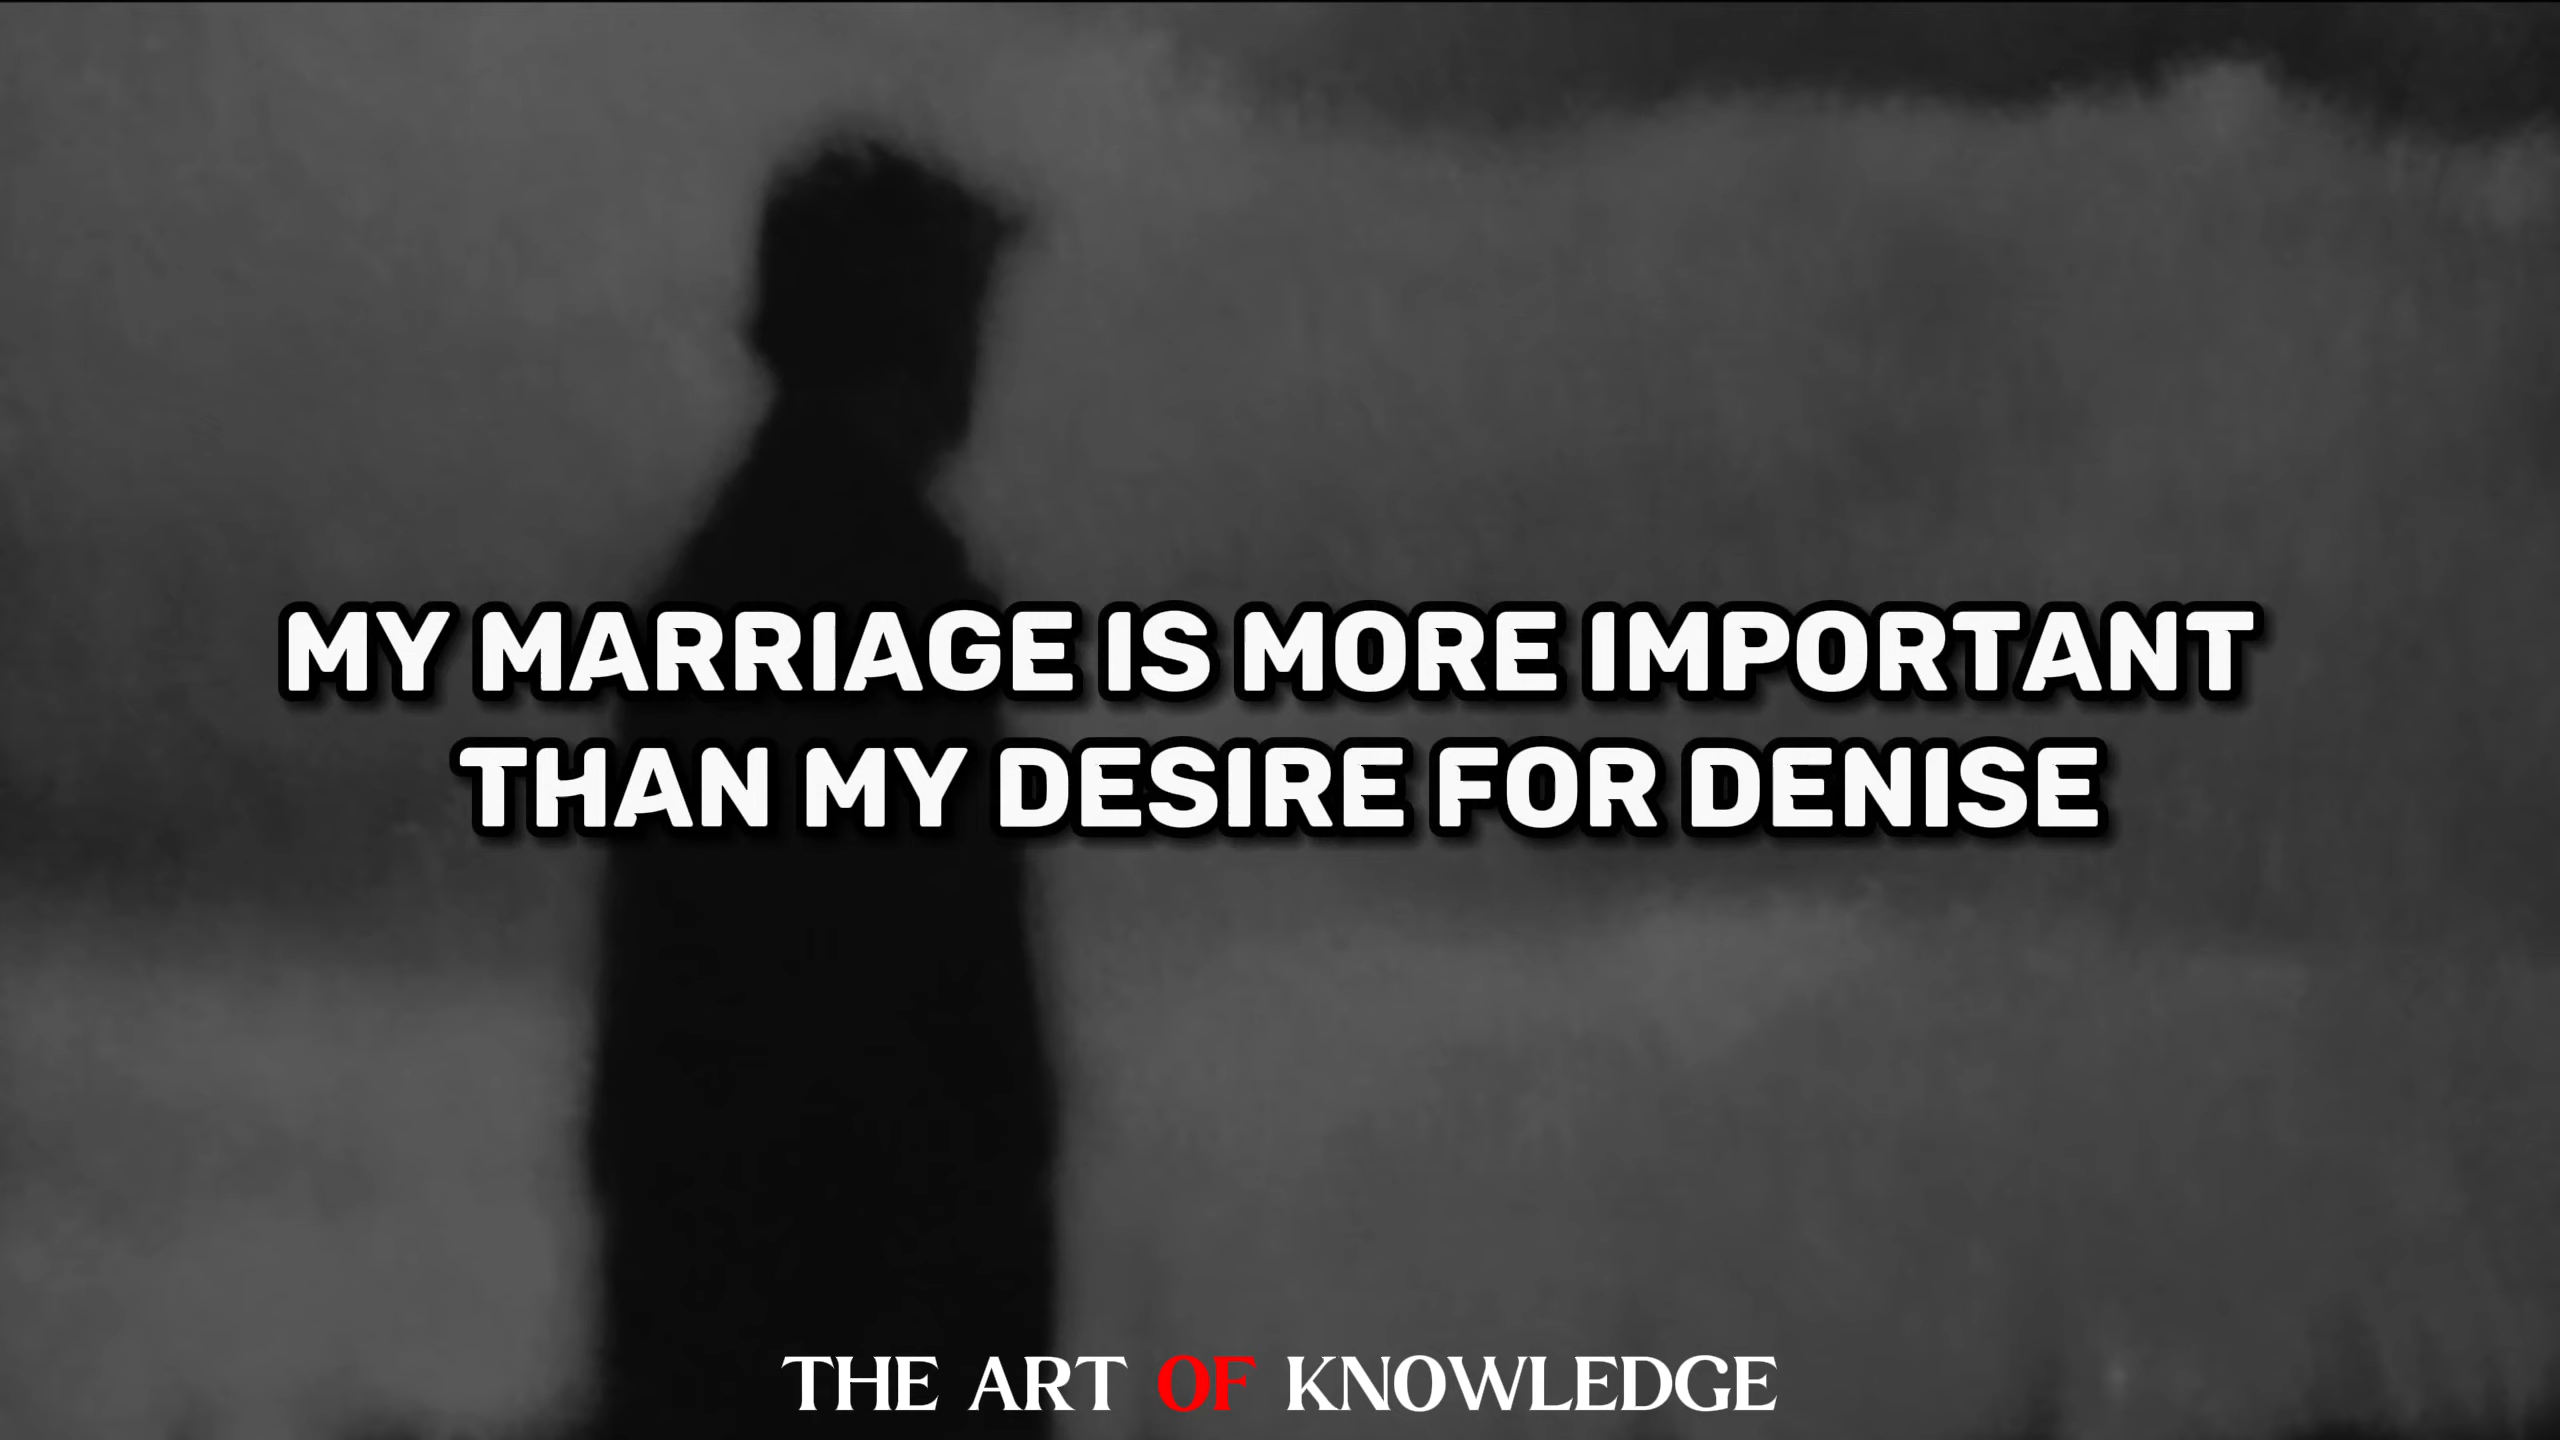 MY MARRIAGE IS MORE IMPORTANT
THAN MY DESIRE FOR DENISE
THE ART OF KNOWLEDGE